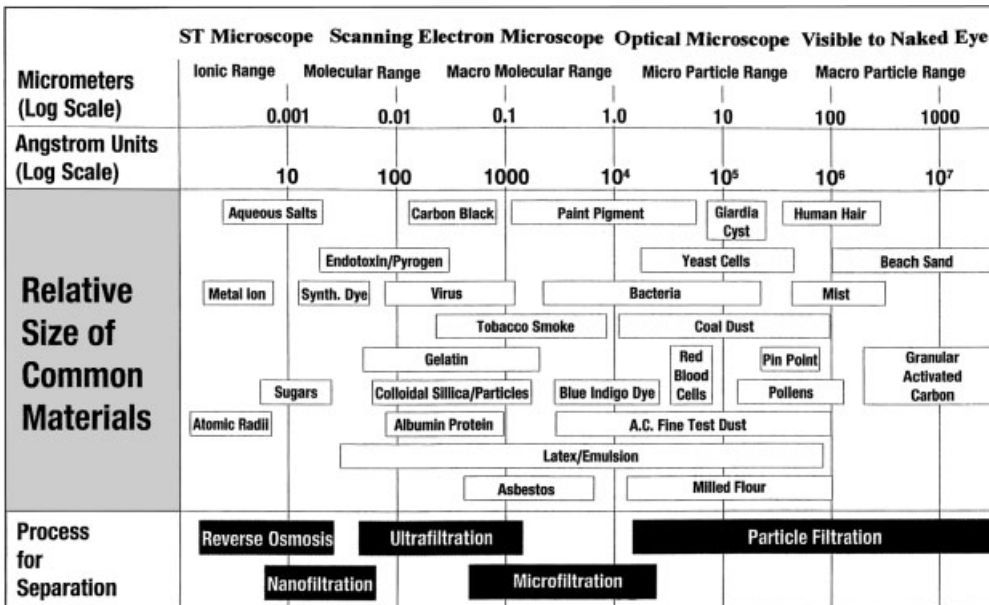 ST Microscope Scanning Electron Microscope Optical Microscope Visible to Naked Eye
Micrometers
(Log Scale)
Ionic Range Molecular Range Macro Molecular Range Micro Particle Range Macro Particle Range
0.001 0.01 0.1 1.0 10 100 1000
Angstrom Units
(Log Scale)
10 100 1000 10⁴ 10⁵ 10⁶ 10⁷
Relative
Size of
Common
Materials
Aqueous Salts Carbon Black Paint Pigment Giardia Cyst Human Hair
Endotoxin/Pyrogen Yeast Cells Beach Sand
Metal Ion Synth. Dye Virus Bacteria Mist
Tobacco Smoke Coal Dust
Gelatin Red Blood Cells Pin Point Granular Activated Carbon
Sugars Colloidal Sillica/Particles Blue Indigo Dye Pollens
Atomic Radii Albumin Protein A.C. Fine Test Dust
Latex/Emulsion
Asbestos Milled Flour
Process
for
Separation
Reverse Osmosis Ultrafiltration Particle Filtration
Nanofiltration Microfiltration